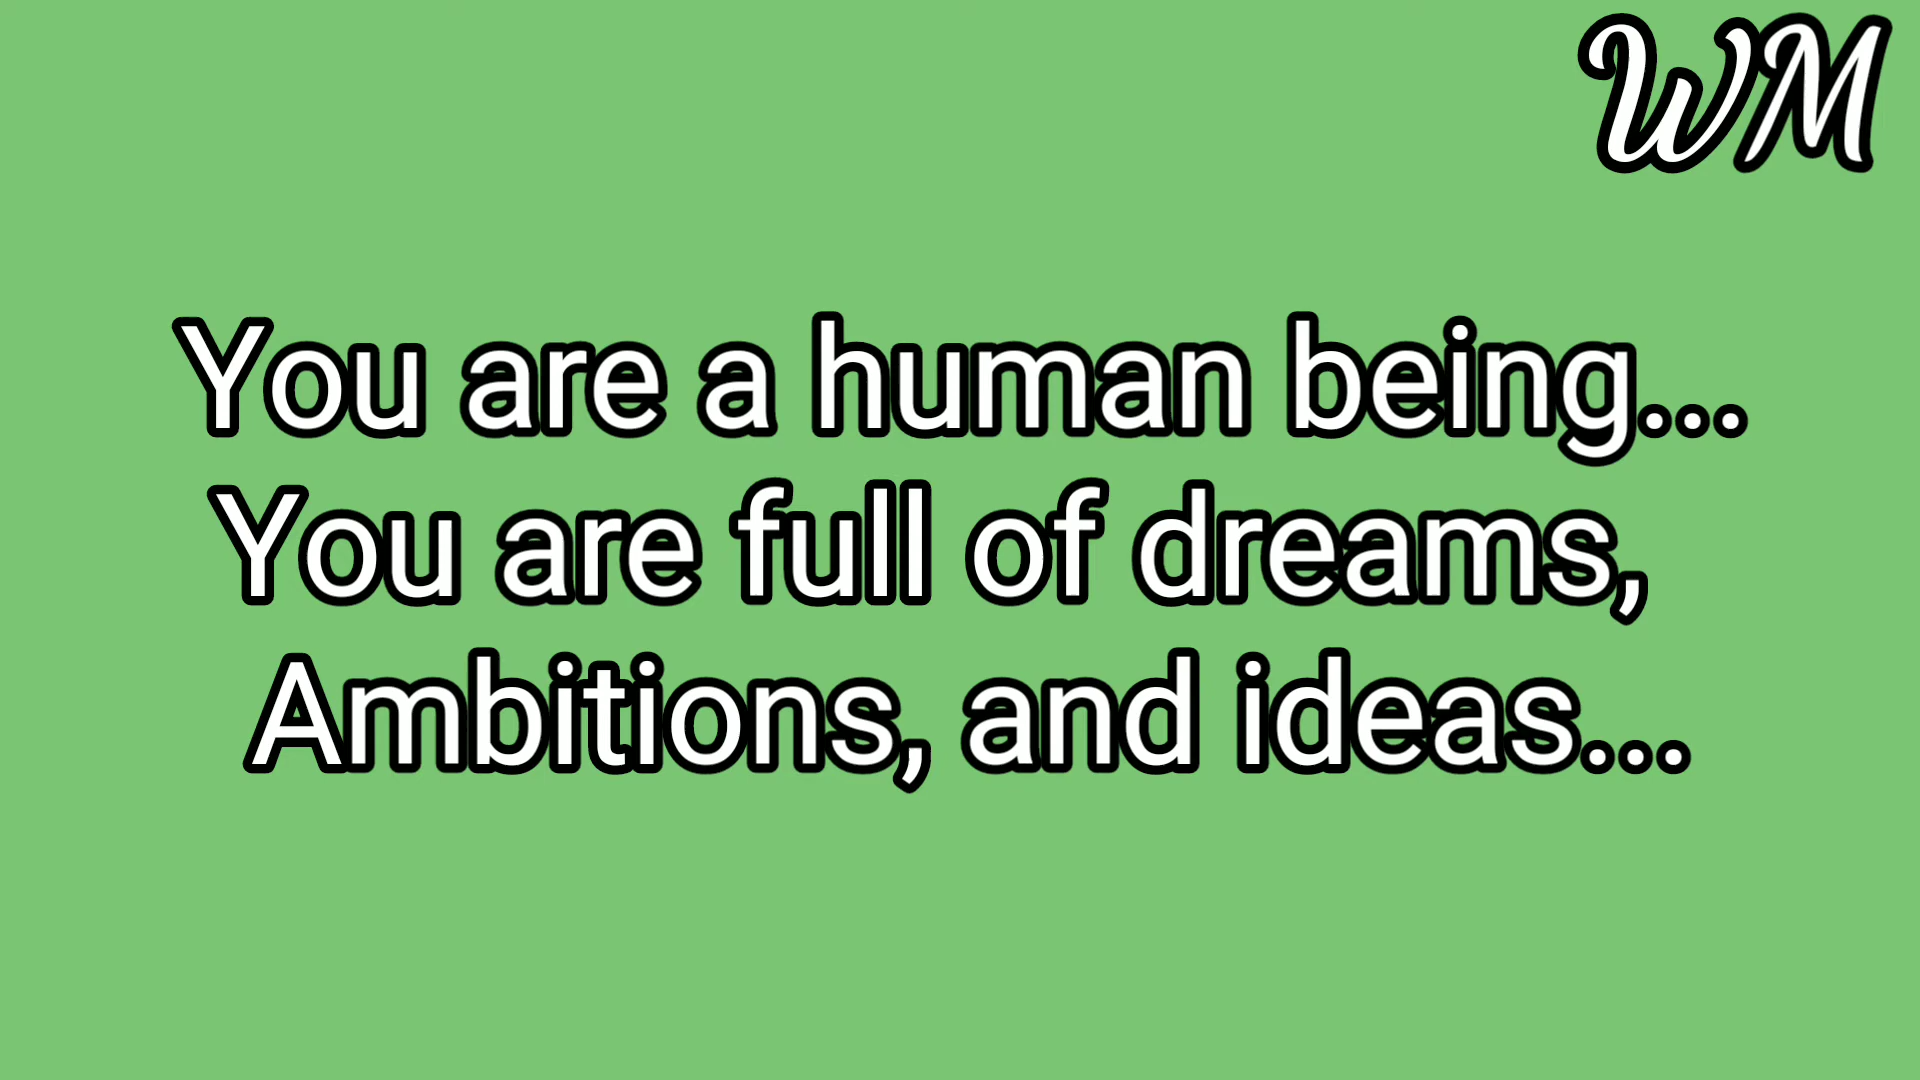 WM
You are a human being...
You are full of dreams,
Ambitions, and ideas...